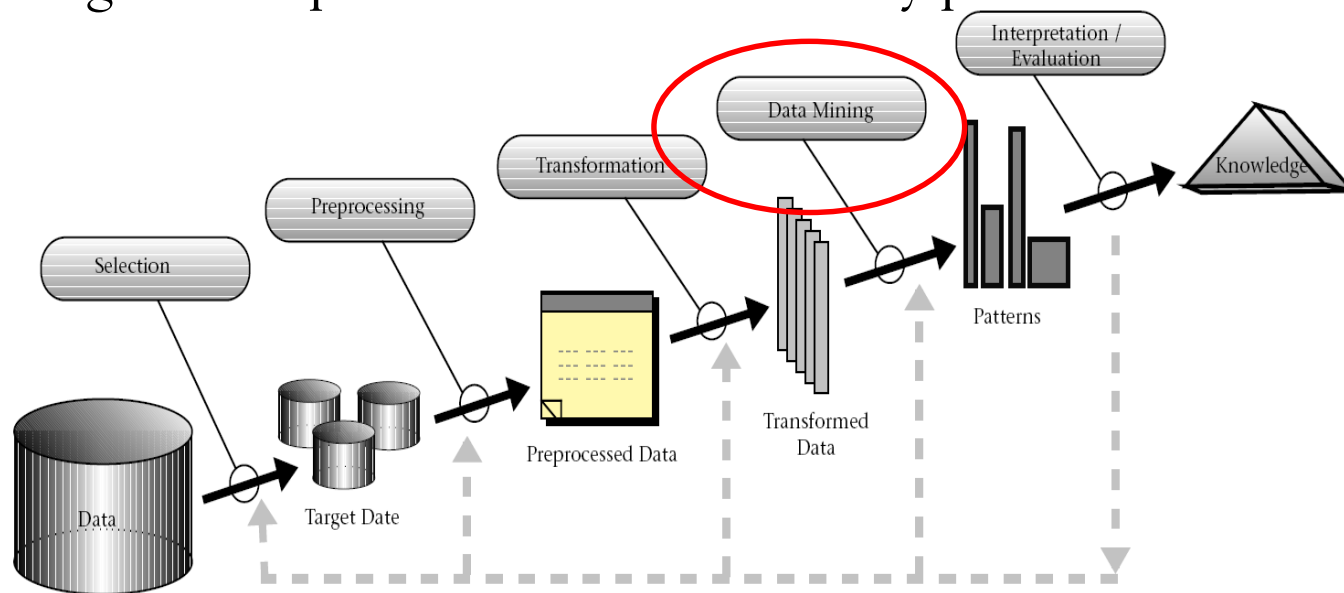 Interpretation /
Evaluation
Data Mining
Transformation
Preprocessing
Selection
Knowledge
Patterns
Transformed
Data
Preprocessed Data
Target Date
Data